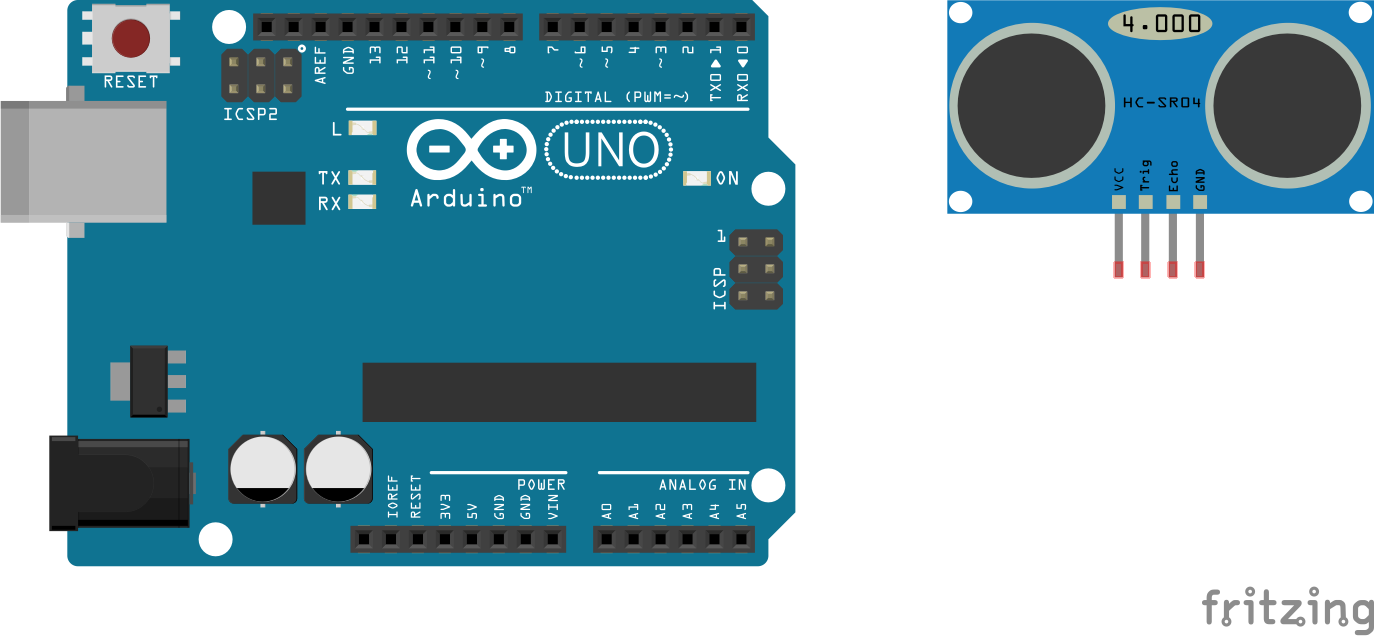 RESET
ICSP2
AREF
GND
13
12
~11
~10
~9
8
7
~6
~5
4
~3
2
TX0▶1
RX0◀0
DIGITAL (PWM=~)
L
TX
RX
Arduino™
UNO
ON
1
ICSP
IOREF
RESET
3V3
5V
GND
GND
VIN
POWER
ANALOG IN
A0
A1
A2
A3
A4
A5
4.000
HC-SR04
VCC
Trig
Echo
GND
fritzing